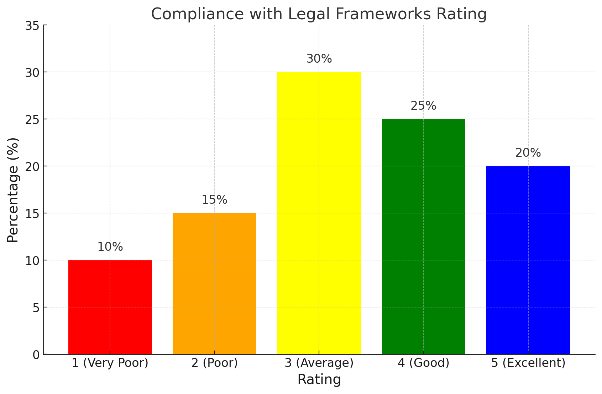 Compliance with Legal Frameworks Rating
Percentage (%)
35
30
25
20
15
10
5
0
10%
15%
30%
25%
20%
1 (Very Poor)
2 (Poor)
3 (Average)
4 (Good)
5 (Excellent)
Rating